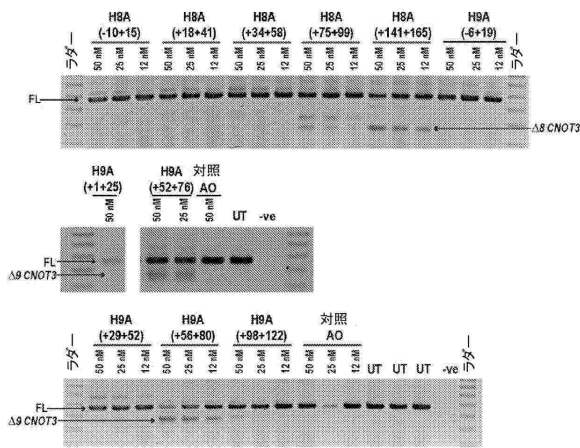 H8A H8A H8A H8A H8A H9A
(-10+15) (+18+41) (+34+58) (+75+99) (+141+165) (-6+19)
ラダー 50 nM 25 nM 12 nM 50 nM 25 nM 12 nM 50 nM 25 nM 12 nM 50 nM 25 nM 12 nM 50 nM 25 nM 12 nM 50 nM 25 nM 12 nM ラダー
FL
Δ8 CNOT3
H9A H9A 対照
(+1+25) (+52+76) AO
50 nM 50 nM 25 nM 50 nM UT -ve
FL
Δ9 CNOT3
H9A H9A H9A 対照
(+29+52) (+56+80) (+98+122) AO
50 nM 25 nM 12 nM 50 nM 25 nM 12 nM 50 nM 25 nM 12 nM 50 nM 25 nM 12 nM UT UT UT -ve ラダー
FL
Δ9 CNOT3